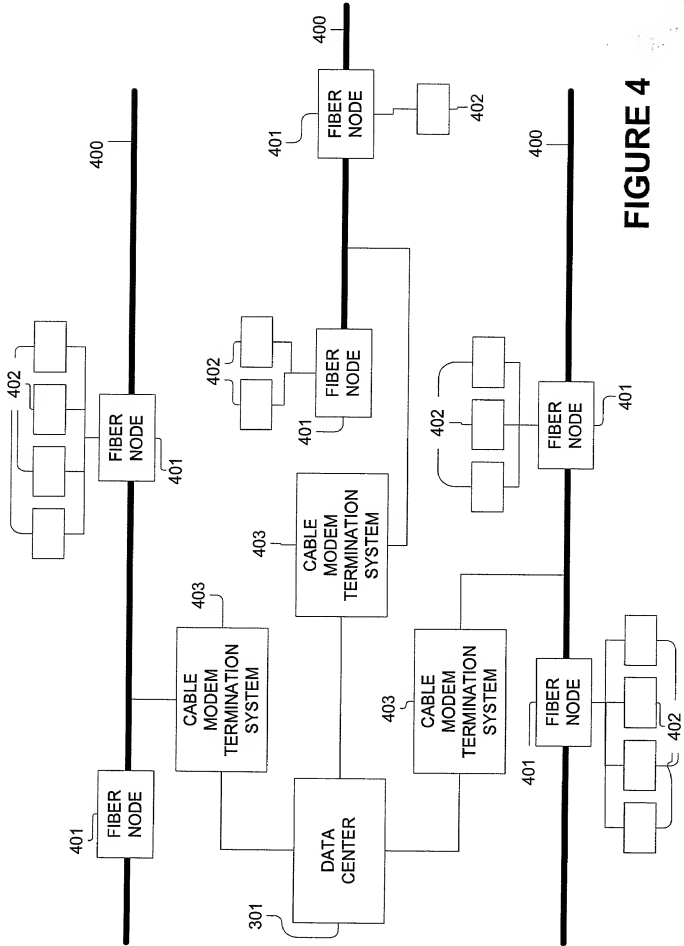 402
400
401
FIBER
NODE
FIBER
NODE
401
403
CABLE
MODEM
TERMINATION
SYSTEM
402
301
DATA
CENTER
403
CABLE
MODEM
TERMINATION
SYSTEM
401
FIBER
NODE
401
FIBER
NODE
400
402
403
CABLE
MODEM
TERMINATION
SYSTEM
402
401
FIBER
NODE
FIBER
NODE
401
400
402
FIGURE 4